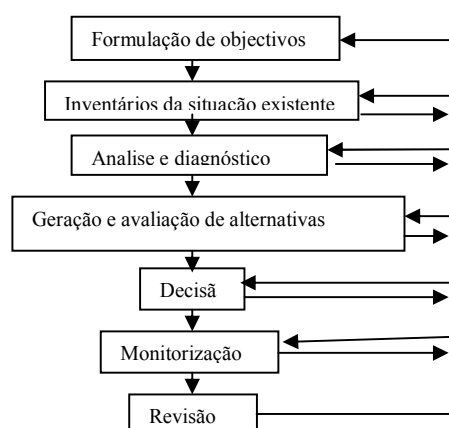 Formulação de objectivos
Inventários da situação existente
Analise e diagnóstico
Geração e avaliação de alternativas
Decisã
Monitorização
Revisão